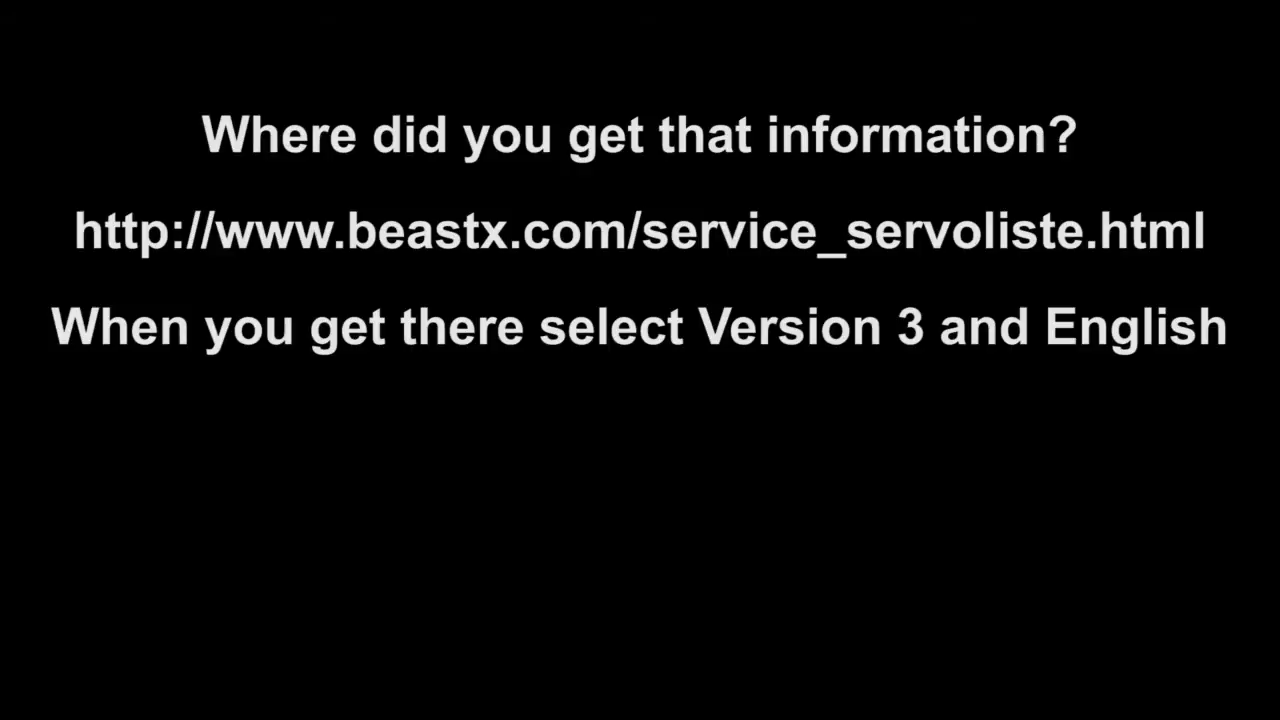 Where did you get that information?
http://www.beastx.com/service_servoliste.html
When you get there select Version 3 and English